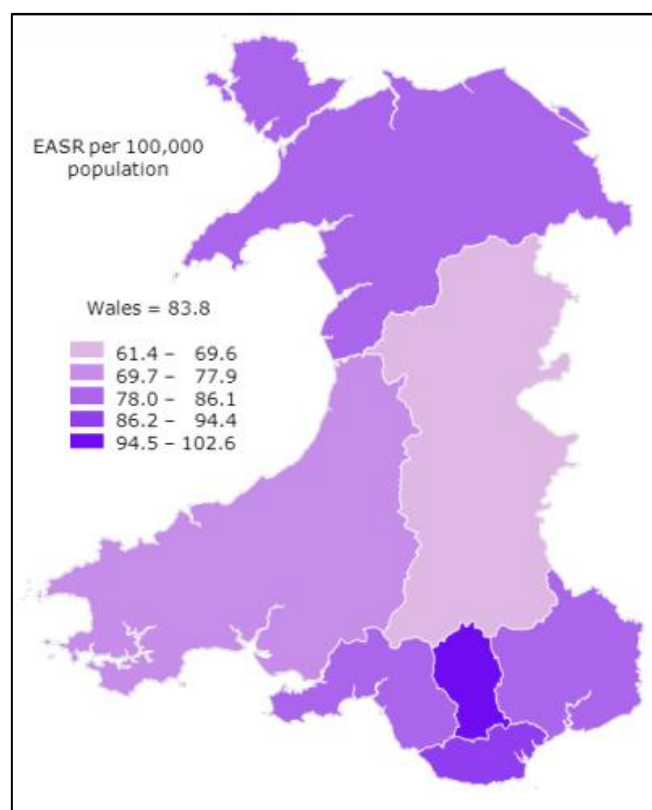 EASR per 100,000
population
Wales = 83.8
61.4 – 69.6
69.7 – 77.9
78.0 – 86.1
86.2 – 94.4
94.5 – 102.6